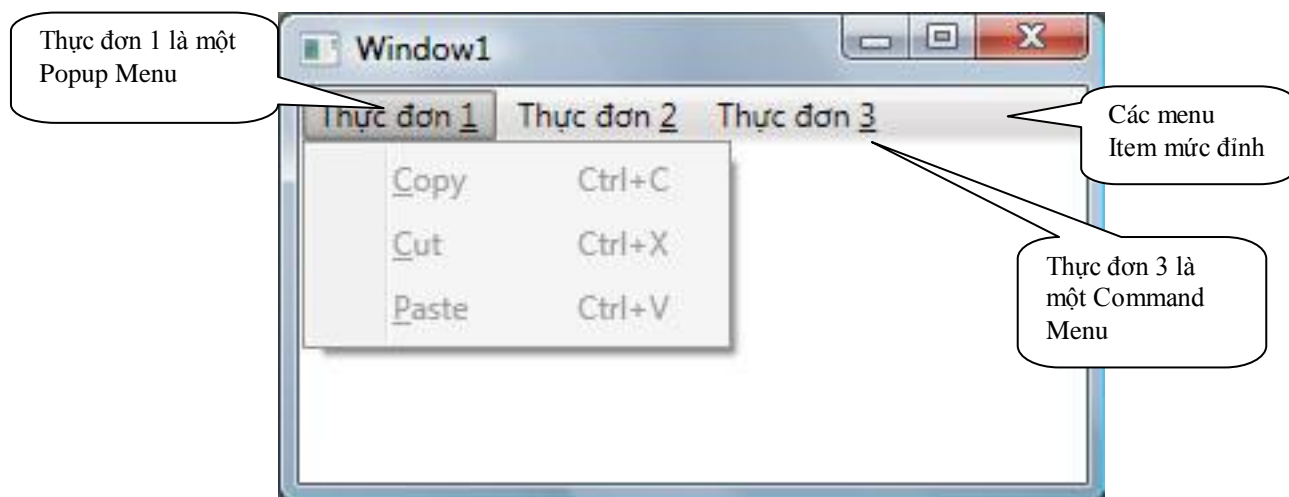 Thực đơn 1 là một
Popup Menu
Window1
Thực đơn 1 Thực đơn 2 Thực đơn 3
Các menu
Item mức đỉnh
Copy Ctrl+C
Cut Ctrl+X
Paste Ctrl+V
Thực đơn 3 là
một Command
Menu